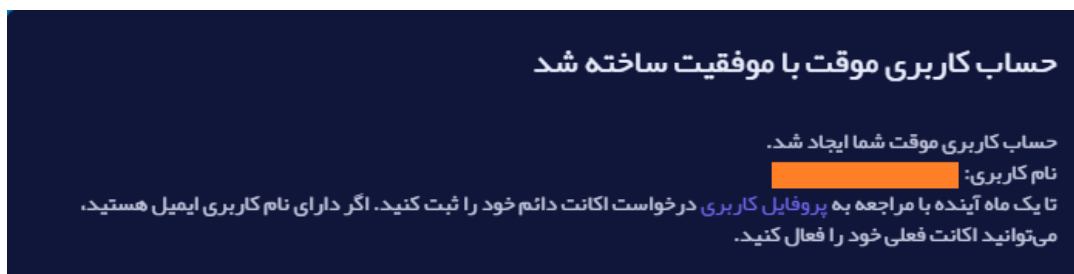 حساب کاربری موقت با موفقیت ساخته شد
حساب کاربری موقت شما ایجاد شد.
نام کاربری:
تا یک ماه آینده با مراجعه به پروفایل کاربری درخواست اکانت دائم خود را ثبت کنید. اگر دارای نام کاربری ایمیل هستید،
می‌توانید اکانت فعلی خود را فعال کنید.